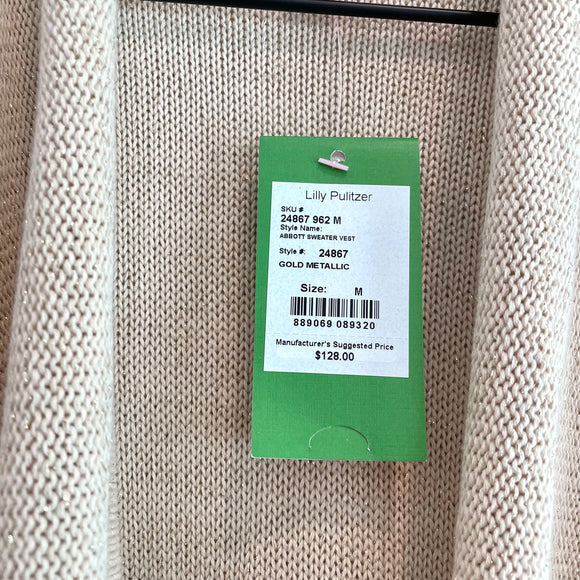 Lilly Pulitzer
SKU #
24867 962 M
Style Name:
ABBOTT SWEATER VEST
Style #: 24867
GOLD METALLIC
Size: M
889069 089320
Manufacturer's Suggested Price
$128.00